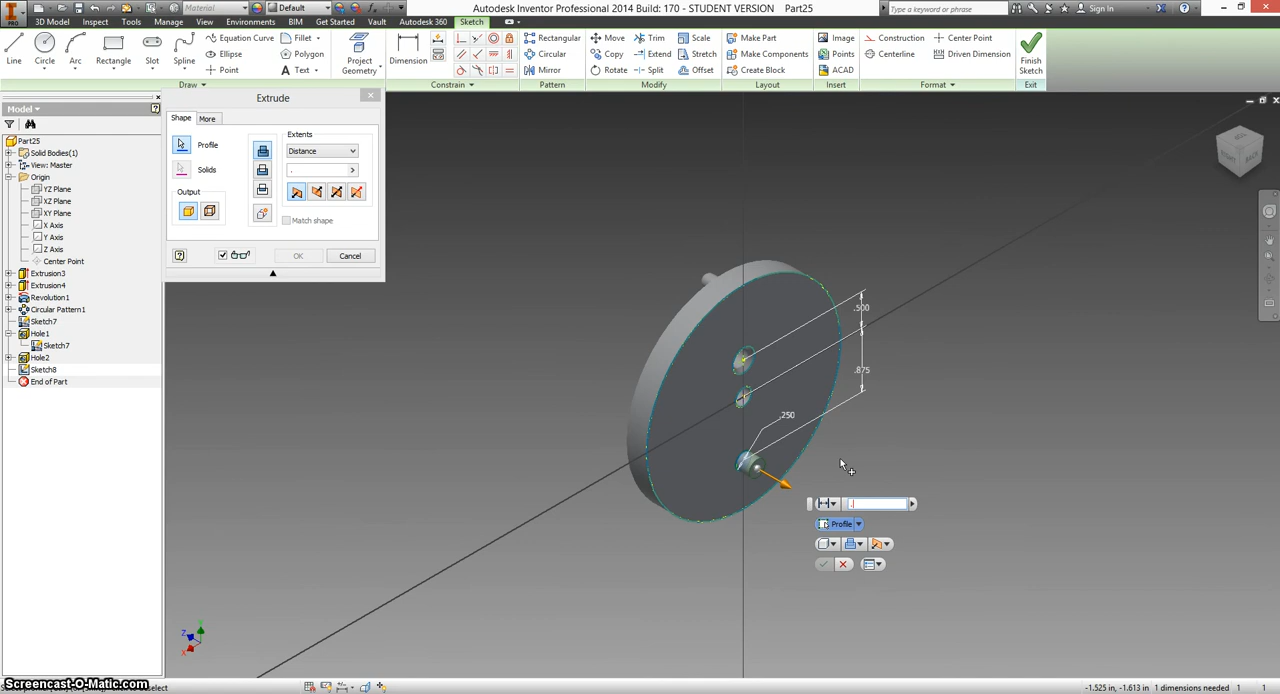 Material
Default
Autodesk Inventor Professional 2014 Build: 170 - STUDENT VERSION Part25
Type a keyword or phrase
Sign In
PRO
3D Model Inspect Tools Manage View Environments BIM Get Started Vault Autodesk 360 Sketch
Line Circle Arc Rectangle Slot Spline
Equation Curve
Ellipse
Point
Fillet
Polygon
Text
Project
Geometry
Dimension
Rectangular
Circular
Mirror
Move
Copy
Rotate
Trim
Extend
Split
Scale
Stretch
Offset
Make Part
Make Components
Create Block
Image
Points
ACAD
Construction
Centerline
Center Point
Driven Dimension
Finish
Sketch
Draw Constrain Pattern Modify Layout Insert Format Exit
Model
Part25
Solid Bodies(1)
View: Master
Origin
YZ Plane
XZ Plane
XY Plane
X Axis
Y Axis
Z Axis
Center Point
Extrusion3
Extrusion4
Revolution1
Circular Pattern1
Sketch7
Hole1
Sketch7
Hole2
Sketch8
End of Part
Extrude
Shape More
Profile
Solids
Output
Extents
Distance
.
Match shape
OK Cancel
.500
.875
.250
.
Profile
RIGHT
BACK
Z
X
Screencast-O-Matic.com
-1.525 in, -1.613 in 1 dimensions needed 1 1